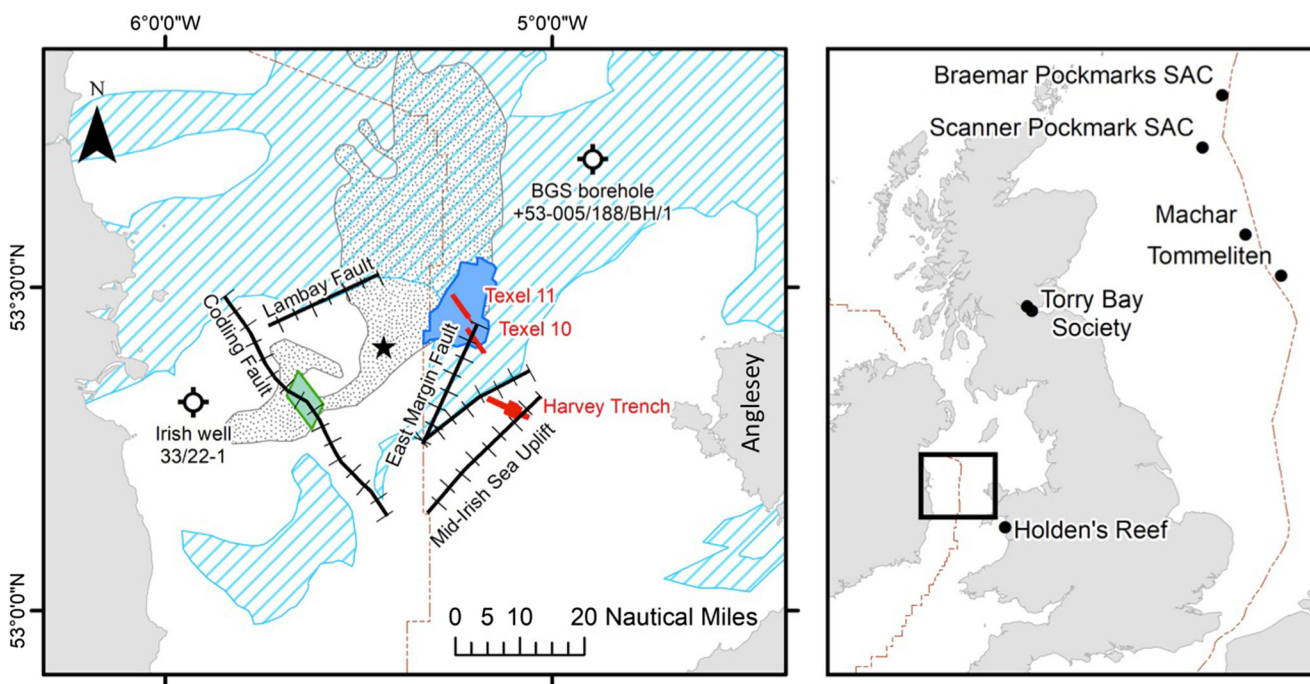 6°0'0"W
5°0'0"W
N
BGS borehole
+53-005/188/BH/1
53°30'0"N
Lambay Fault
Codling Fault
Texel 11
Texel 10
East Margin Fault
Irish well
33/22-1
Harvey Trench
Mid-Irish Sea Uplift
Anglesey
53°0'0"N
0 5 10 20 Nautical Miles
Braemar Pockmarks SAC
Scanner Pockmark SAC
Machar
Tommeliten
Torry Bay
Society
Holden's Reef